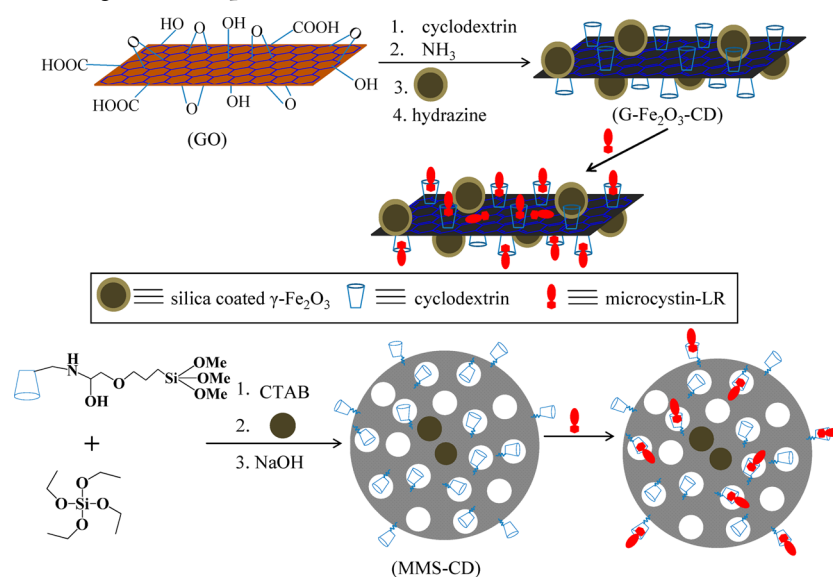 HO
O
O
OH
O
COOH
O
HOOC
HOOC
O
OH
O
OH
(GO)
1. cyclodextrin
2. NH₃
3.
4. hydrazine
(G-Fe₂O₃-CD)
silica coated γ-Fe₂O₃
cyclodextrin
microcystin-LR
H
N
OH
O
Si
OMe
OMe
OMe
+
O
O
Si
O
O
1. CTAB
2.
3. NaOH
(MMS-CD)